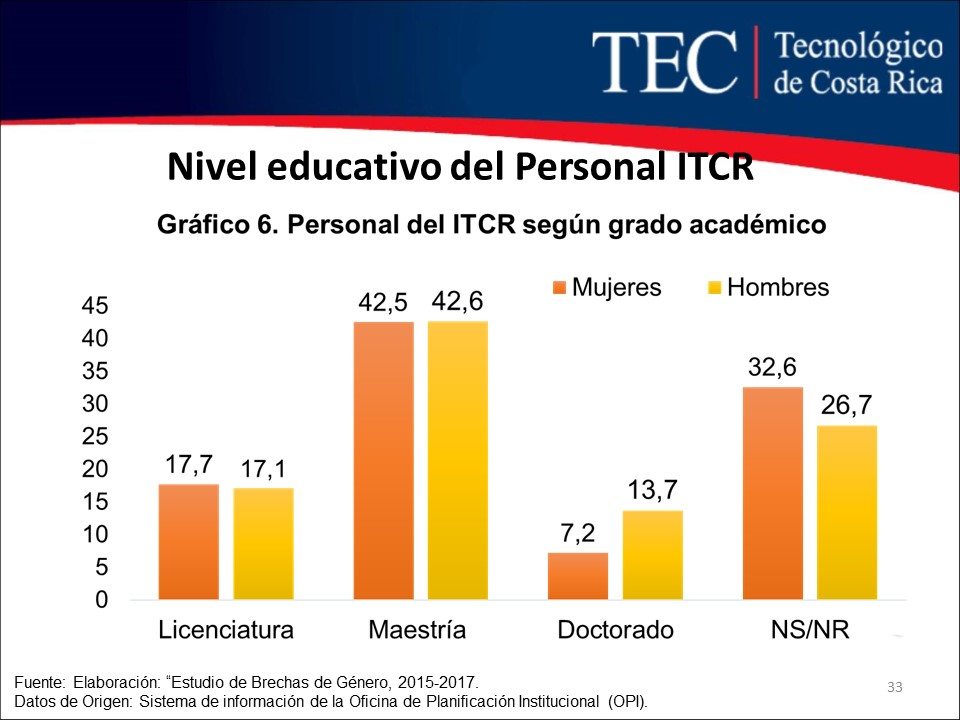 TEC
Tecnológico
de Costa Rica
Nivel educativo del Personal ITCR
Gráfico 6. Personal del ITCR según grado académico
Mujeres Hombres
45
40
35
30
25
20
15
10
5
0
17,7 17,1
42,5 42,6
7,2 13,7
32,6 26,7
Licenciatura Maestría Doctorado NS/NR
Fuente: Elaboración: “Estudio de Brechas de Género, 2015-2017.
Datos de Origen: Sistema de información de la Oficina de Planificación Institucional (OPI).
33